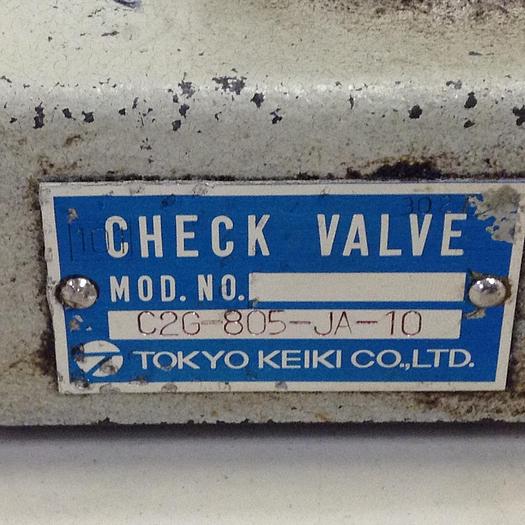 CHECK VALVE
MOD. NO.
C2G-805-JA-10
TOKYO KEIKI CO.,LTD.